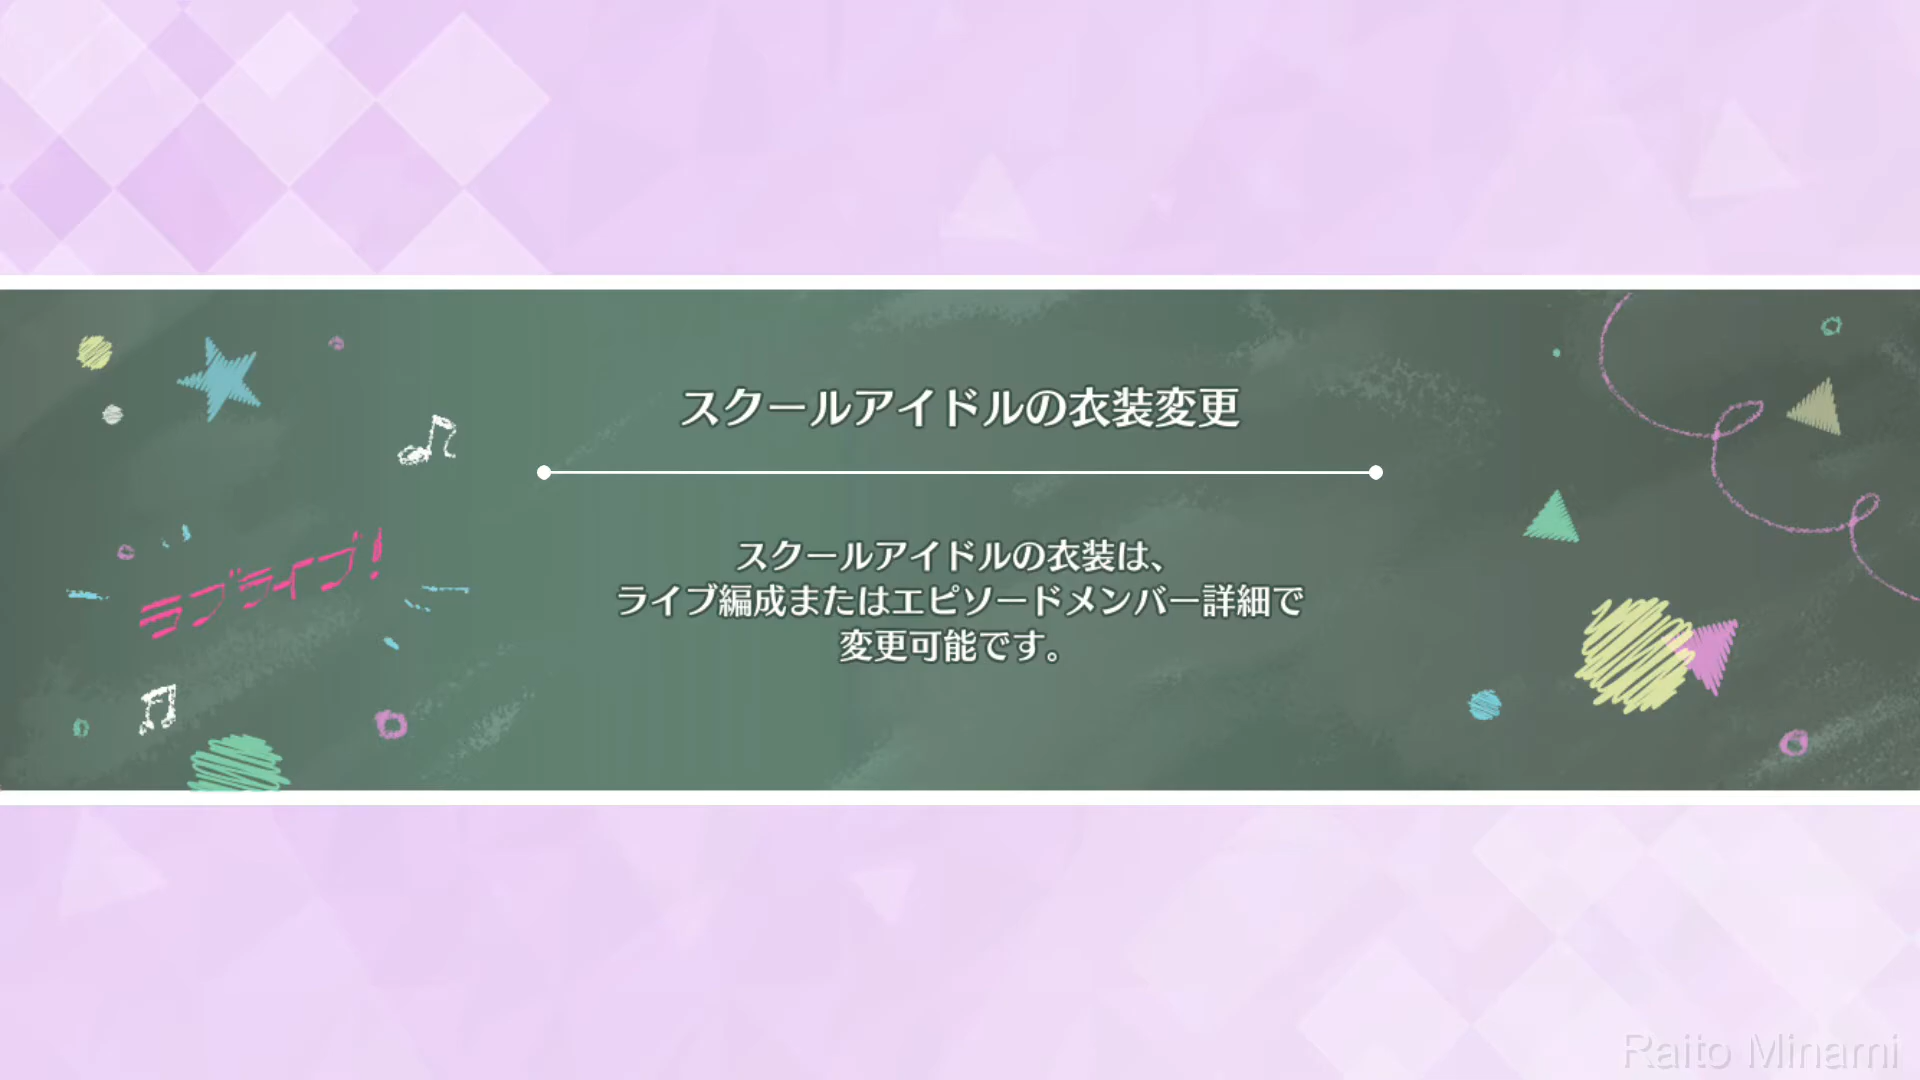 スクールアイドルの衣装変更
スクールアイドルの衣装は、
ライブ編成またはエピソードメンバー詳細で
変更可能です。
ラブライブ!
Raito Minami